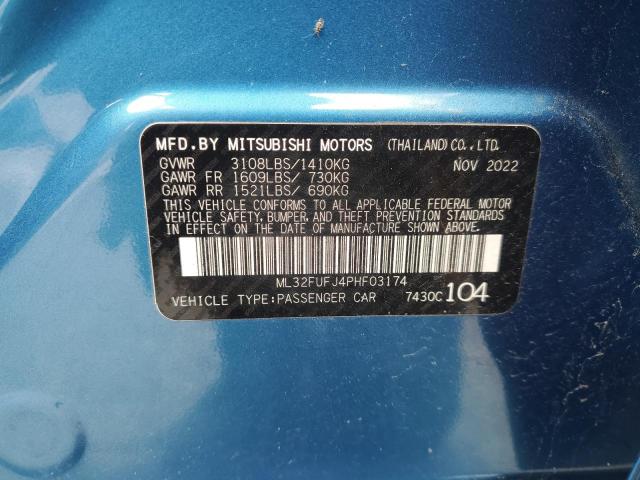 MFD.BY MITSUBISHI MOTORS (THAILAND)CO.,LTD.
GVWR 3108LBS/1410KG NOV 2022
GAWR FR 1609LBS/ 730KG
GAWR RR 1521LBS/ 690KG
THIS VEHICLE CONFORMS TO ALL APPLICABLE FEDERAL MOTOR
VEHICLE SAFETY, BUMPER, AND THEFT PREVENTION STANDARDS
IN EFFECT ON THE DATE OF MANUFACTURE SHOWN ABOVE.
ML32FUFJ4PHF03174
VEHICLE TYPE:PASSENGER CAR 7430C 104